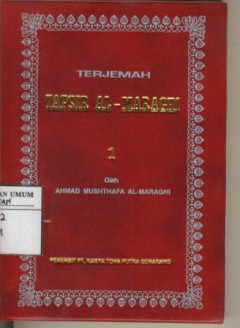 TERJEMAH
TAFSIR AL-MARAGHI
1
Oleh
AHMAD MUSHTHAFA AL-MARAGHI
PENERBIT PT. KARYA TOHA PUTRA SEMARANG
AN UMUM